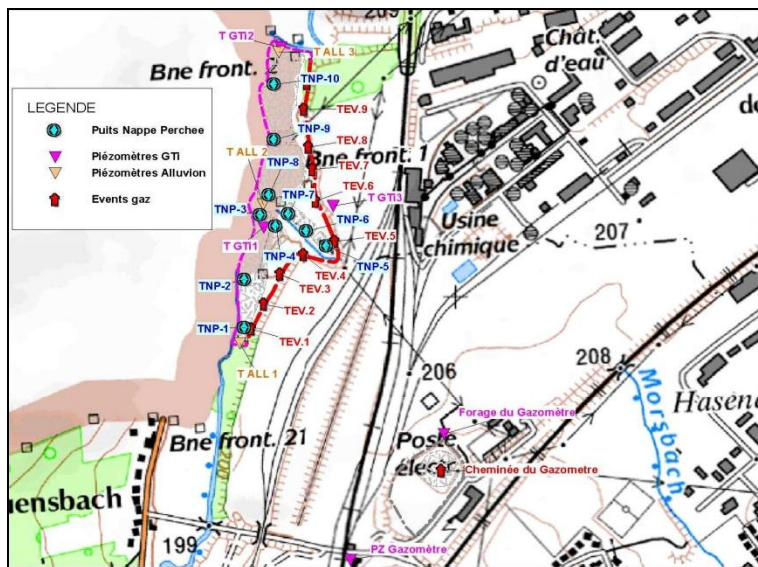 209
T GTi2
T ALL 3
Bne front. 2
Chât.
d'eau
TNP-10
LEGENDE
TEV.9
Puits Nappe Perchee
TNP-9
TEV.8
Bne front. 1
T ALL 2
Piézomètres GTi
TNP-8
TEV.7
Piézomètres Alluvion
TNP-7
TEV.6
T GTi3
Events gaz
TNP-3
TNP-6
Usine
chimique
207
T GTi1
TEV.5
TNP-4
TNP-5
TEV.4
TNP-2
TEV.3
TEV.2
TNP-1
TEV.1
208
T ALL 1
206
Morsbach
Hasen
Forage du Gazomètre
Bne front. 21
Poste
électr.
Cheminée du Gazometre
uensbach
199
PZ Gazomètre